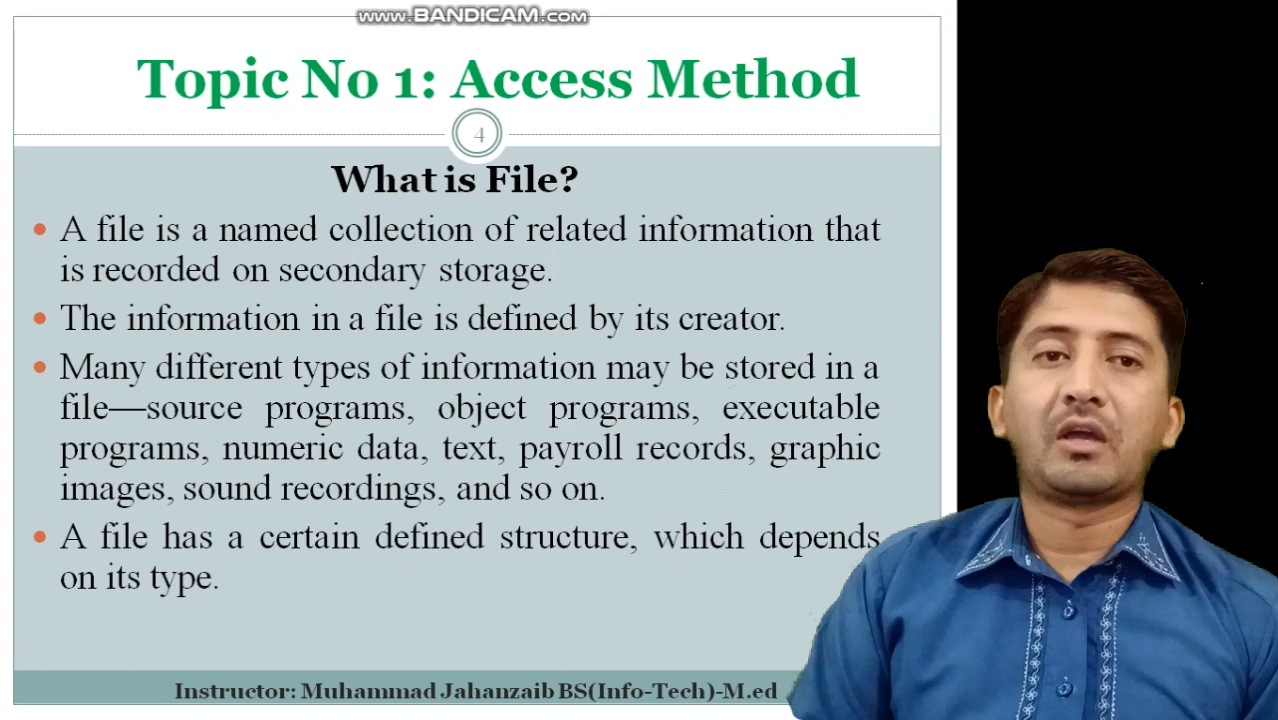 www.BANDICAM.com
Topic No 1: Access Method
4
What is File?
• A file is a named collection of related information that
is recorded on secondary storage.
• The information in a file is defined by its creator.
• Many different types of information may be stored in a
file—source programs, object programs, executable
programs, numeric data, text, payroll records, graphic
images, sound recordings, and so on.
• A file has a certain defined structure, which depends
on its type.
Instructor: Muhammad Jahanzaib BS(Info-Tech)-M.ed